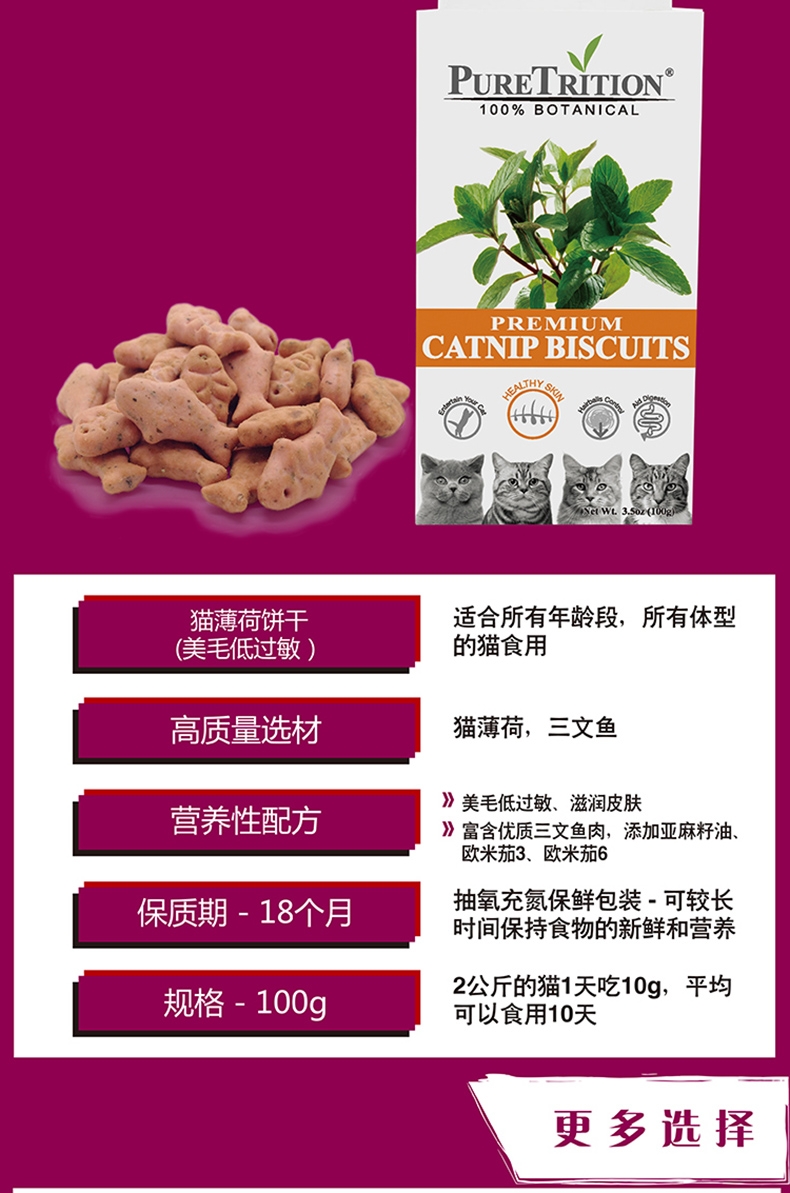 PURETRITION®
100% BOTANICAL
PREMIUM
CATNIP BISCUITS
Entertain Your Cat
HEALTHY SKIN
Hairballs Control
Aid Digestion
Net Wt. 3.5oz (100g)
猫薄荷饼干
(美毛低过敏)
适合所有年龄段，所有体型
的猫食用
高质量选材
猫薄荷，三文鱼
营养性配方
» 美毛低过敏、滋润皮肤
» 富含优质三文鱼肉，添加亚麻籽油、
欧米茄3、欧米茄6
保质期 - 18个月
抽氧充氮保鲜包装 - 可较长
时间保持食物的新鲜和营养
规格 - 100g
2公斤的猫1天吃10g，平均
可以食用10天
更多选择